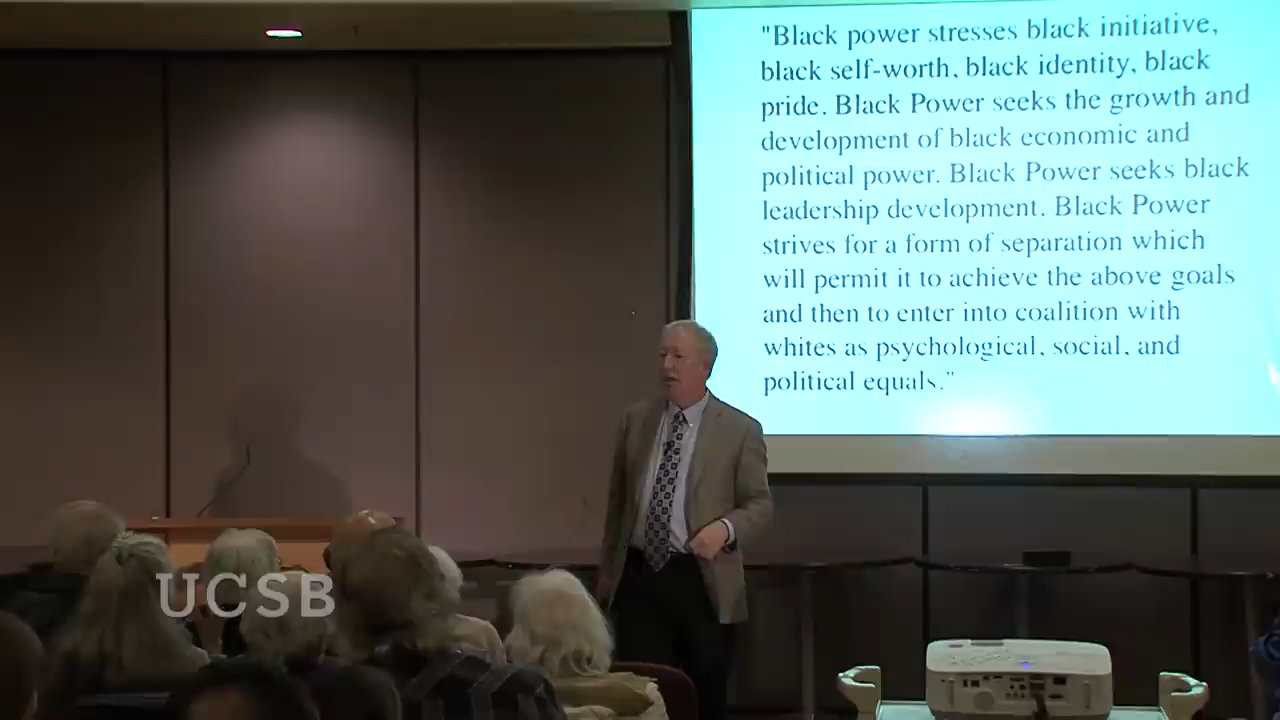 "Black power stresses black initiative,
black self-worth, black identity, black
pride. Black Power seeks the growth and
development of black economic and
political power. Black Power seeks black
leadership development. Black Power
strives for a form of separation which
will permit it to achieve the above goals
and then to enter into coalition with
whites as psychological, social, and
political equals."
UCSB